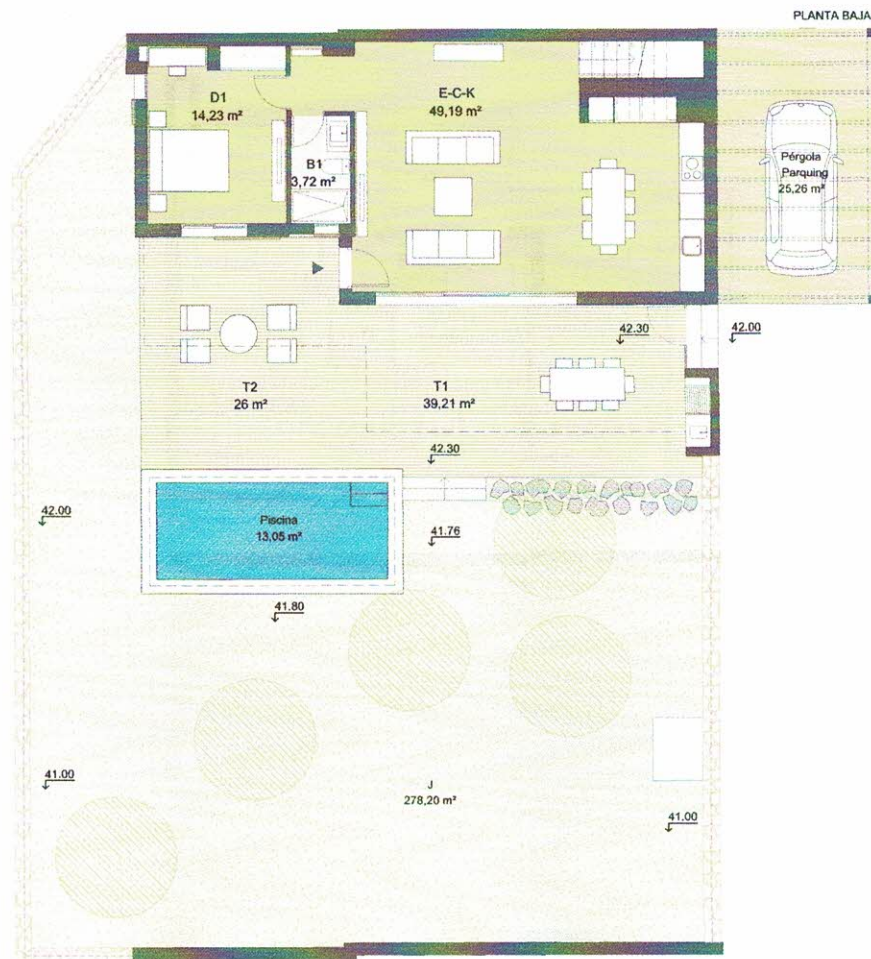 PLANTA BAJA
D1
14,23 m²
E-C-K
49,19 m²
B1
3,72 m²
Pérgola
Parquing
25,26 m²
42.30
42.00
T2
26 m²
T1
39,21 m²
42.30
42.00
Piscina
13,05 m²
41.76
41.80
41.00
J
278,20 m²
41.00